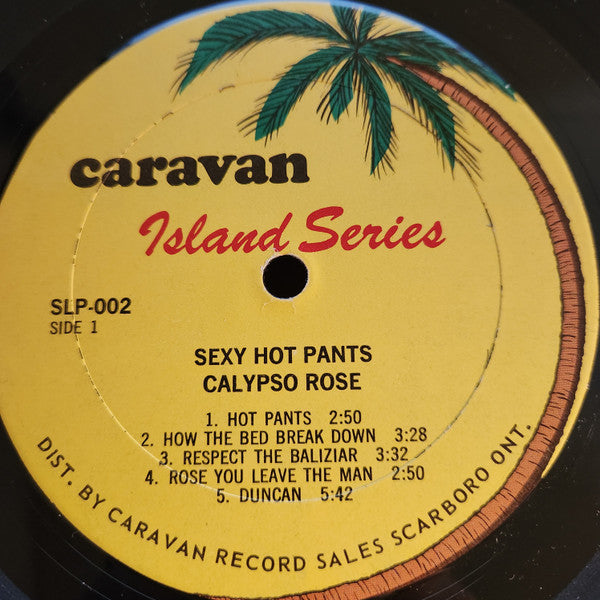 caravan
Island Series
SLP-002
SIDE 1
SEXY HOT PANTS
CALYPSO ROSE
1. HOT PANTS 2:50
2. HOW THE BED BREAK DOWN 3:28
3. RESPECT THE BALIZIAR 3:32
4. ROSE YOU LEAVE THE MAN 2:50
5. DUNCAN 5:42
DIST. BY CARAVAN RECORD SALES SCARBORO ONT.